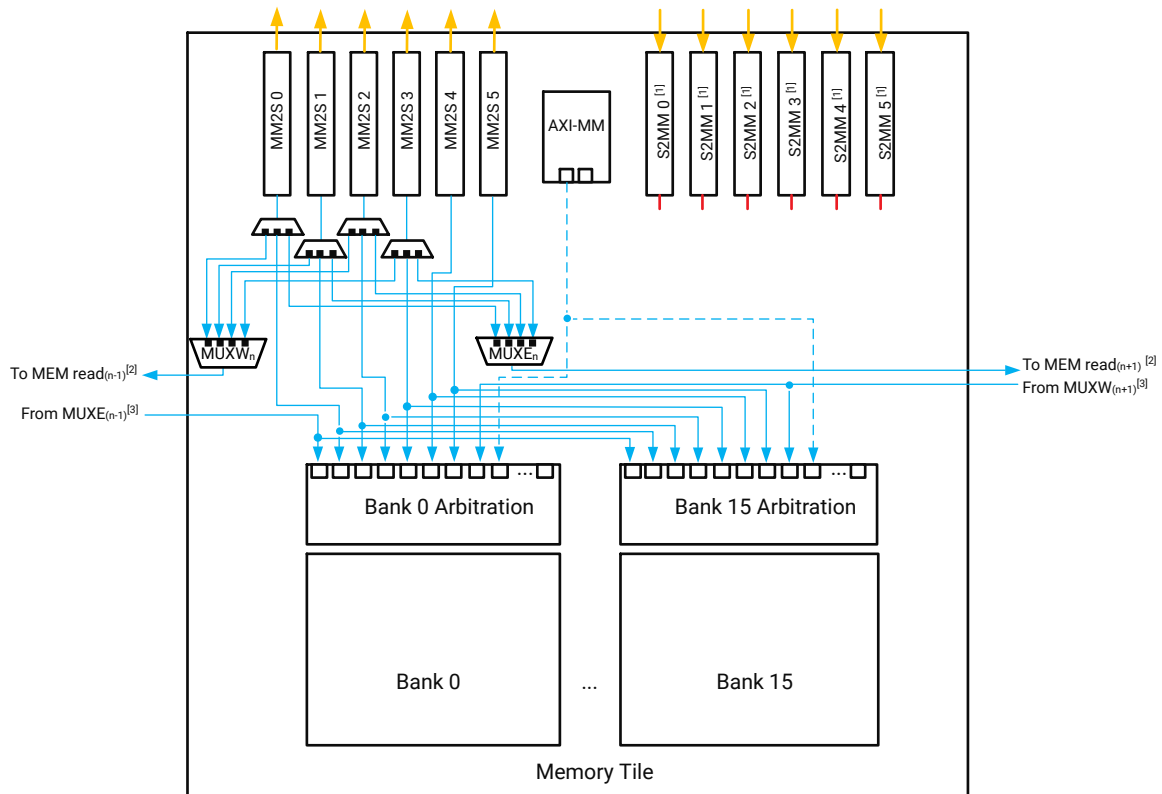 MM2S 0
MM2S 1
MM2S 2
MM2S 3
MM2S 4
MM2S 5
AXI-MM
S2MM 0 [1]
S2MM 1 [1]
S2MM 2 [1]
S2MM 3 [1]
S2MM 4 [1]
S2MM 5 [1]
MUXWn
MUXEn
To MEM read(n-1)[2]
To MEM read(n+1) [2]
From MUXE(n-1)[3]
From MUXW(n+1)[3]
...
...
Bank 0 Arbitration
Bank 15 Arbitration
Bank 0
...
Bank 15
Memory Tile